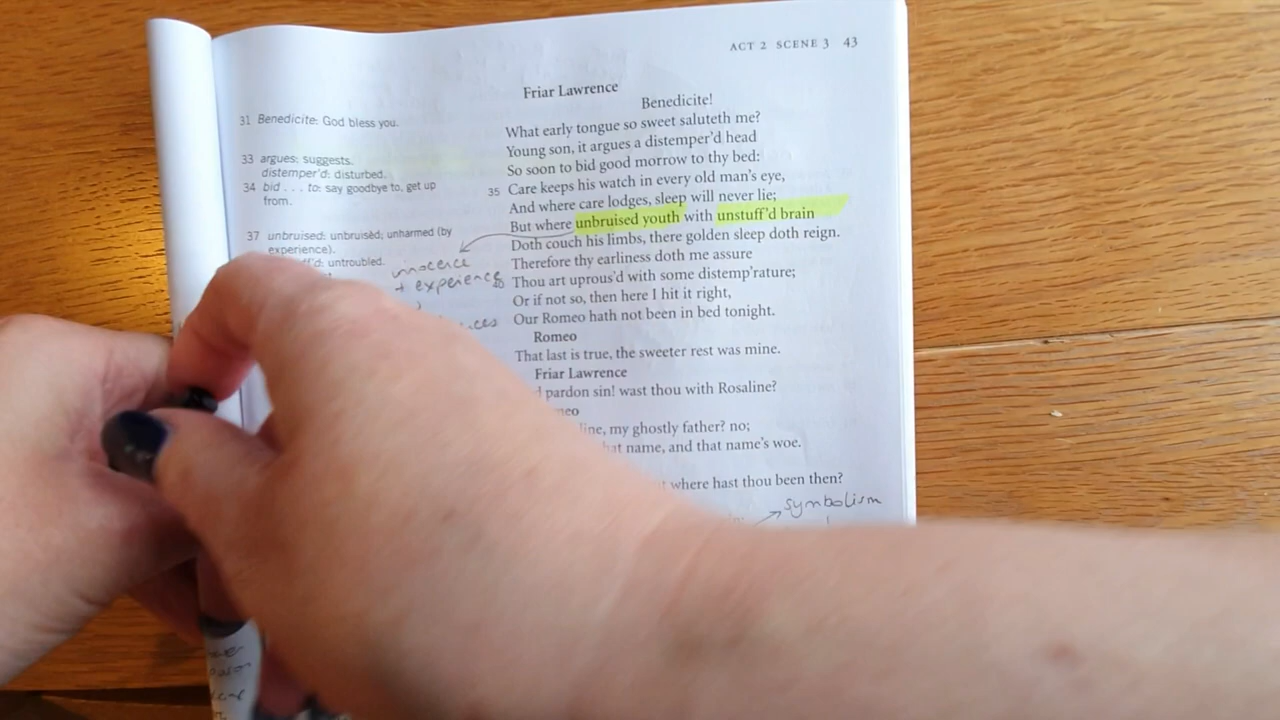 ACT 2 SCENE 3 43
Friar Lawrence
Benedicite!
What early tongue so sweet saluteth me?
Young son, it argues a distemper'd head
So soon to bid good morrow to thy bed:
35 Care keeps his watch in every old man's eye,
And where care lodges, sleep will never lie;
But where unbruised youth with unstuff'd brain
Doth couch his limbs, there golden sleep doth reign.
Therefore thy earliness doth me assure
Thou art uprous'd with some distemp'rature;
Or if not so, then here I hit it right,
Our Romeo hath not been in bed tonight.
Romeo
That last is true, the sweeter rest was mine.
Friar Lawrence
pardon sin! wast thou with Rosaline?
my ghostly father? no;
name, and that name's woe.
where hast thou been then?
31 Benedicite: God bless you.
33 argues: suggests.
distemper'd: disturbed.
34 bid . . . to: say goodbye to, get up
from.
37 unbruised: unbruisèd; unharmed (by
experience).
untroubled.
innocence
+ experience
symbolism